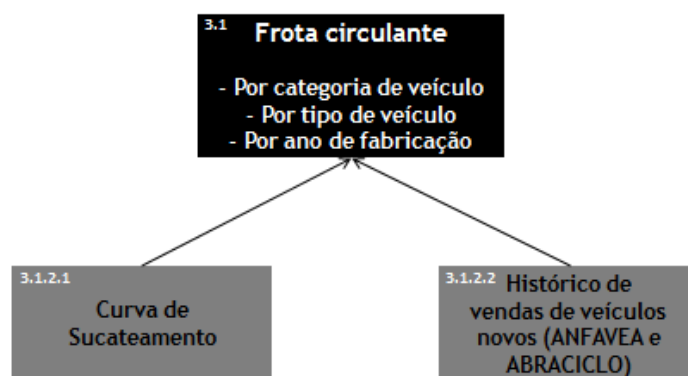 3.1
Frota circulante
- Por categoria de veículo
- Por tipo de veículo
- Por ano de fabricação
3.1.2.1
Curva de
Sucateamento
3.1.2.2
Histórico de
vendas de veículos
novos (ANFAVEA e
ABRACICLO)